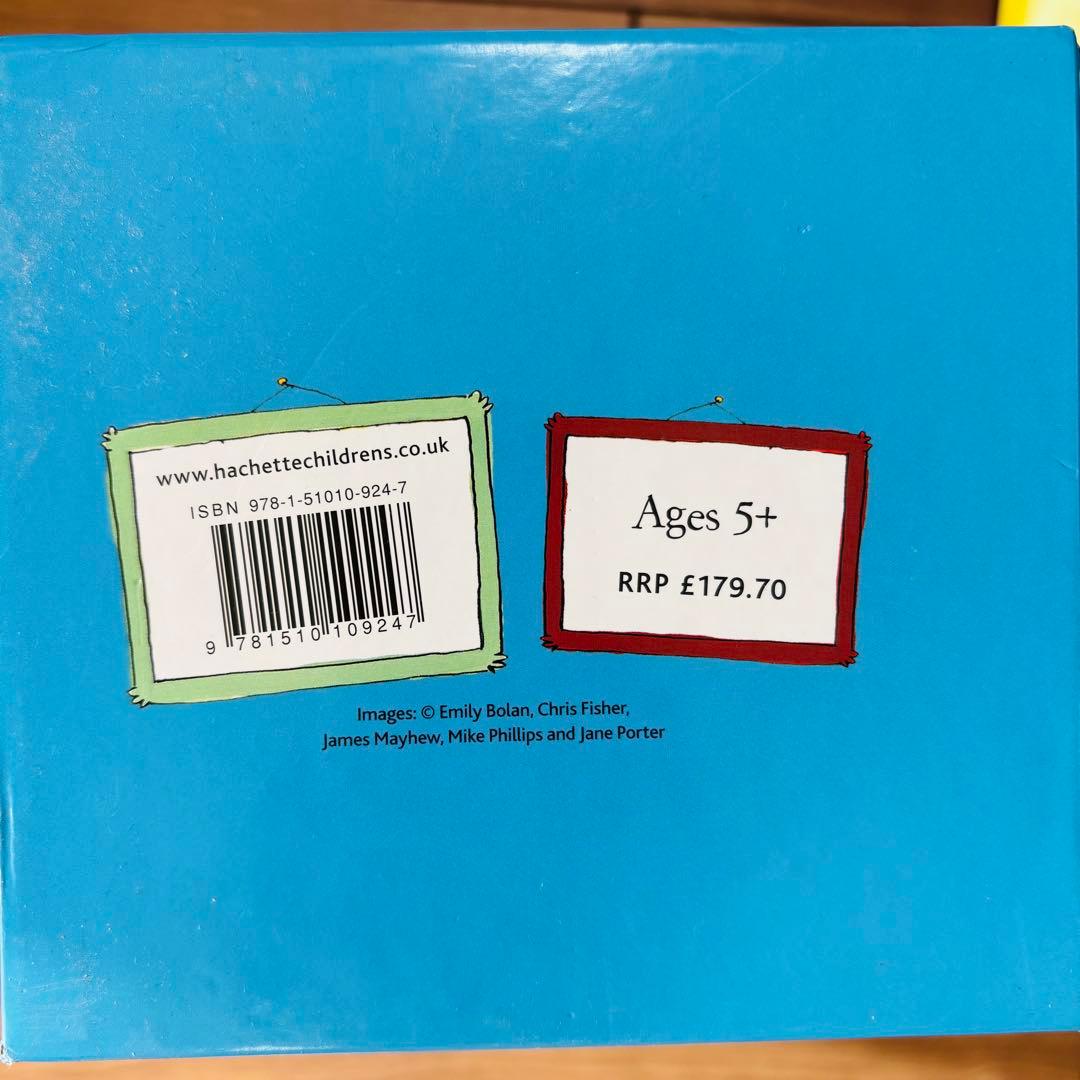 www.hachettechildrens.co.uk
ISBN 978-1-51010-924-7
9 781510 109247
Ages 5+
RRP £179.70
Images: © Emily Bolan, Chris Fisher,
James Mayhew, Mike Phillips and Jane Porter